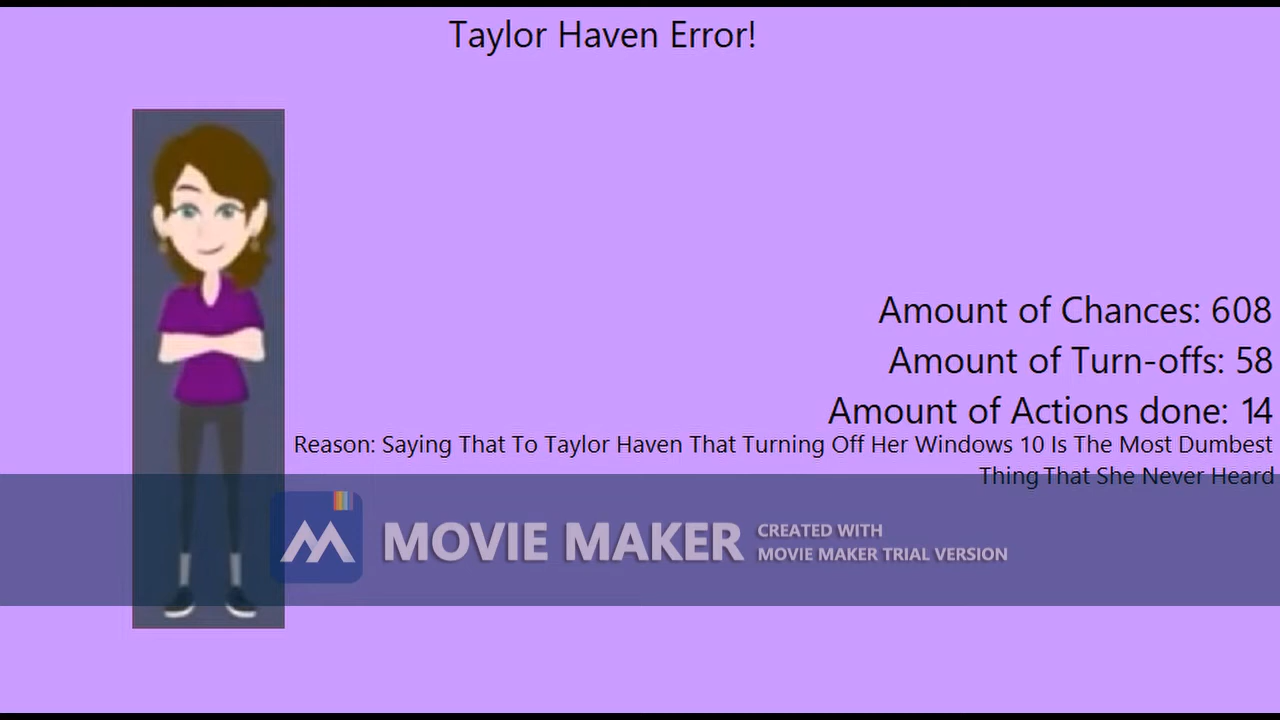 Taylor Haven Error!
Amount of Chances: 608
Amount of Turn-offs: 58
Amount of Actions done: 14
Reason: Saying That To Taylor Haven That Turning Off Her Windows 10 Is The Most Dumbest
Thing That She Never Heard
MOVIE MAKER
CREATED WITH
MOVIE MAKER TRIAL VERSION